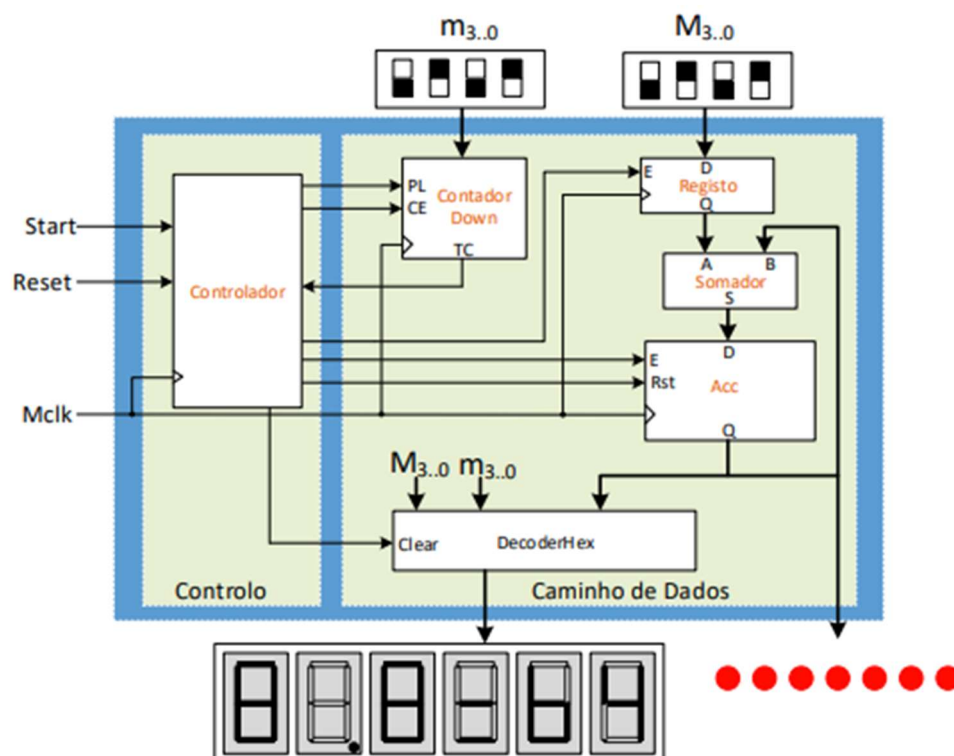 m3..0 M3..0
PL
CE
Contador
Down
TC
E
D
Registo
Q
Start
Reset
Controlador
A B
Somador
S
D
E
Rst
Acc
Q
Mclk
M3..0 m3..0
Clear DecoderHex
Controlo Caminho de Dados